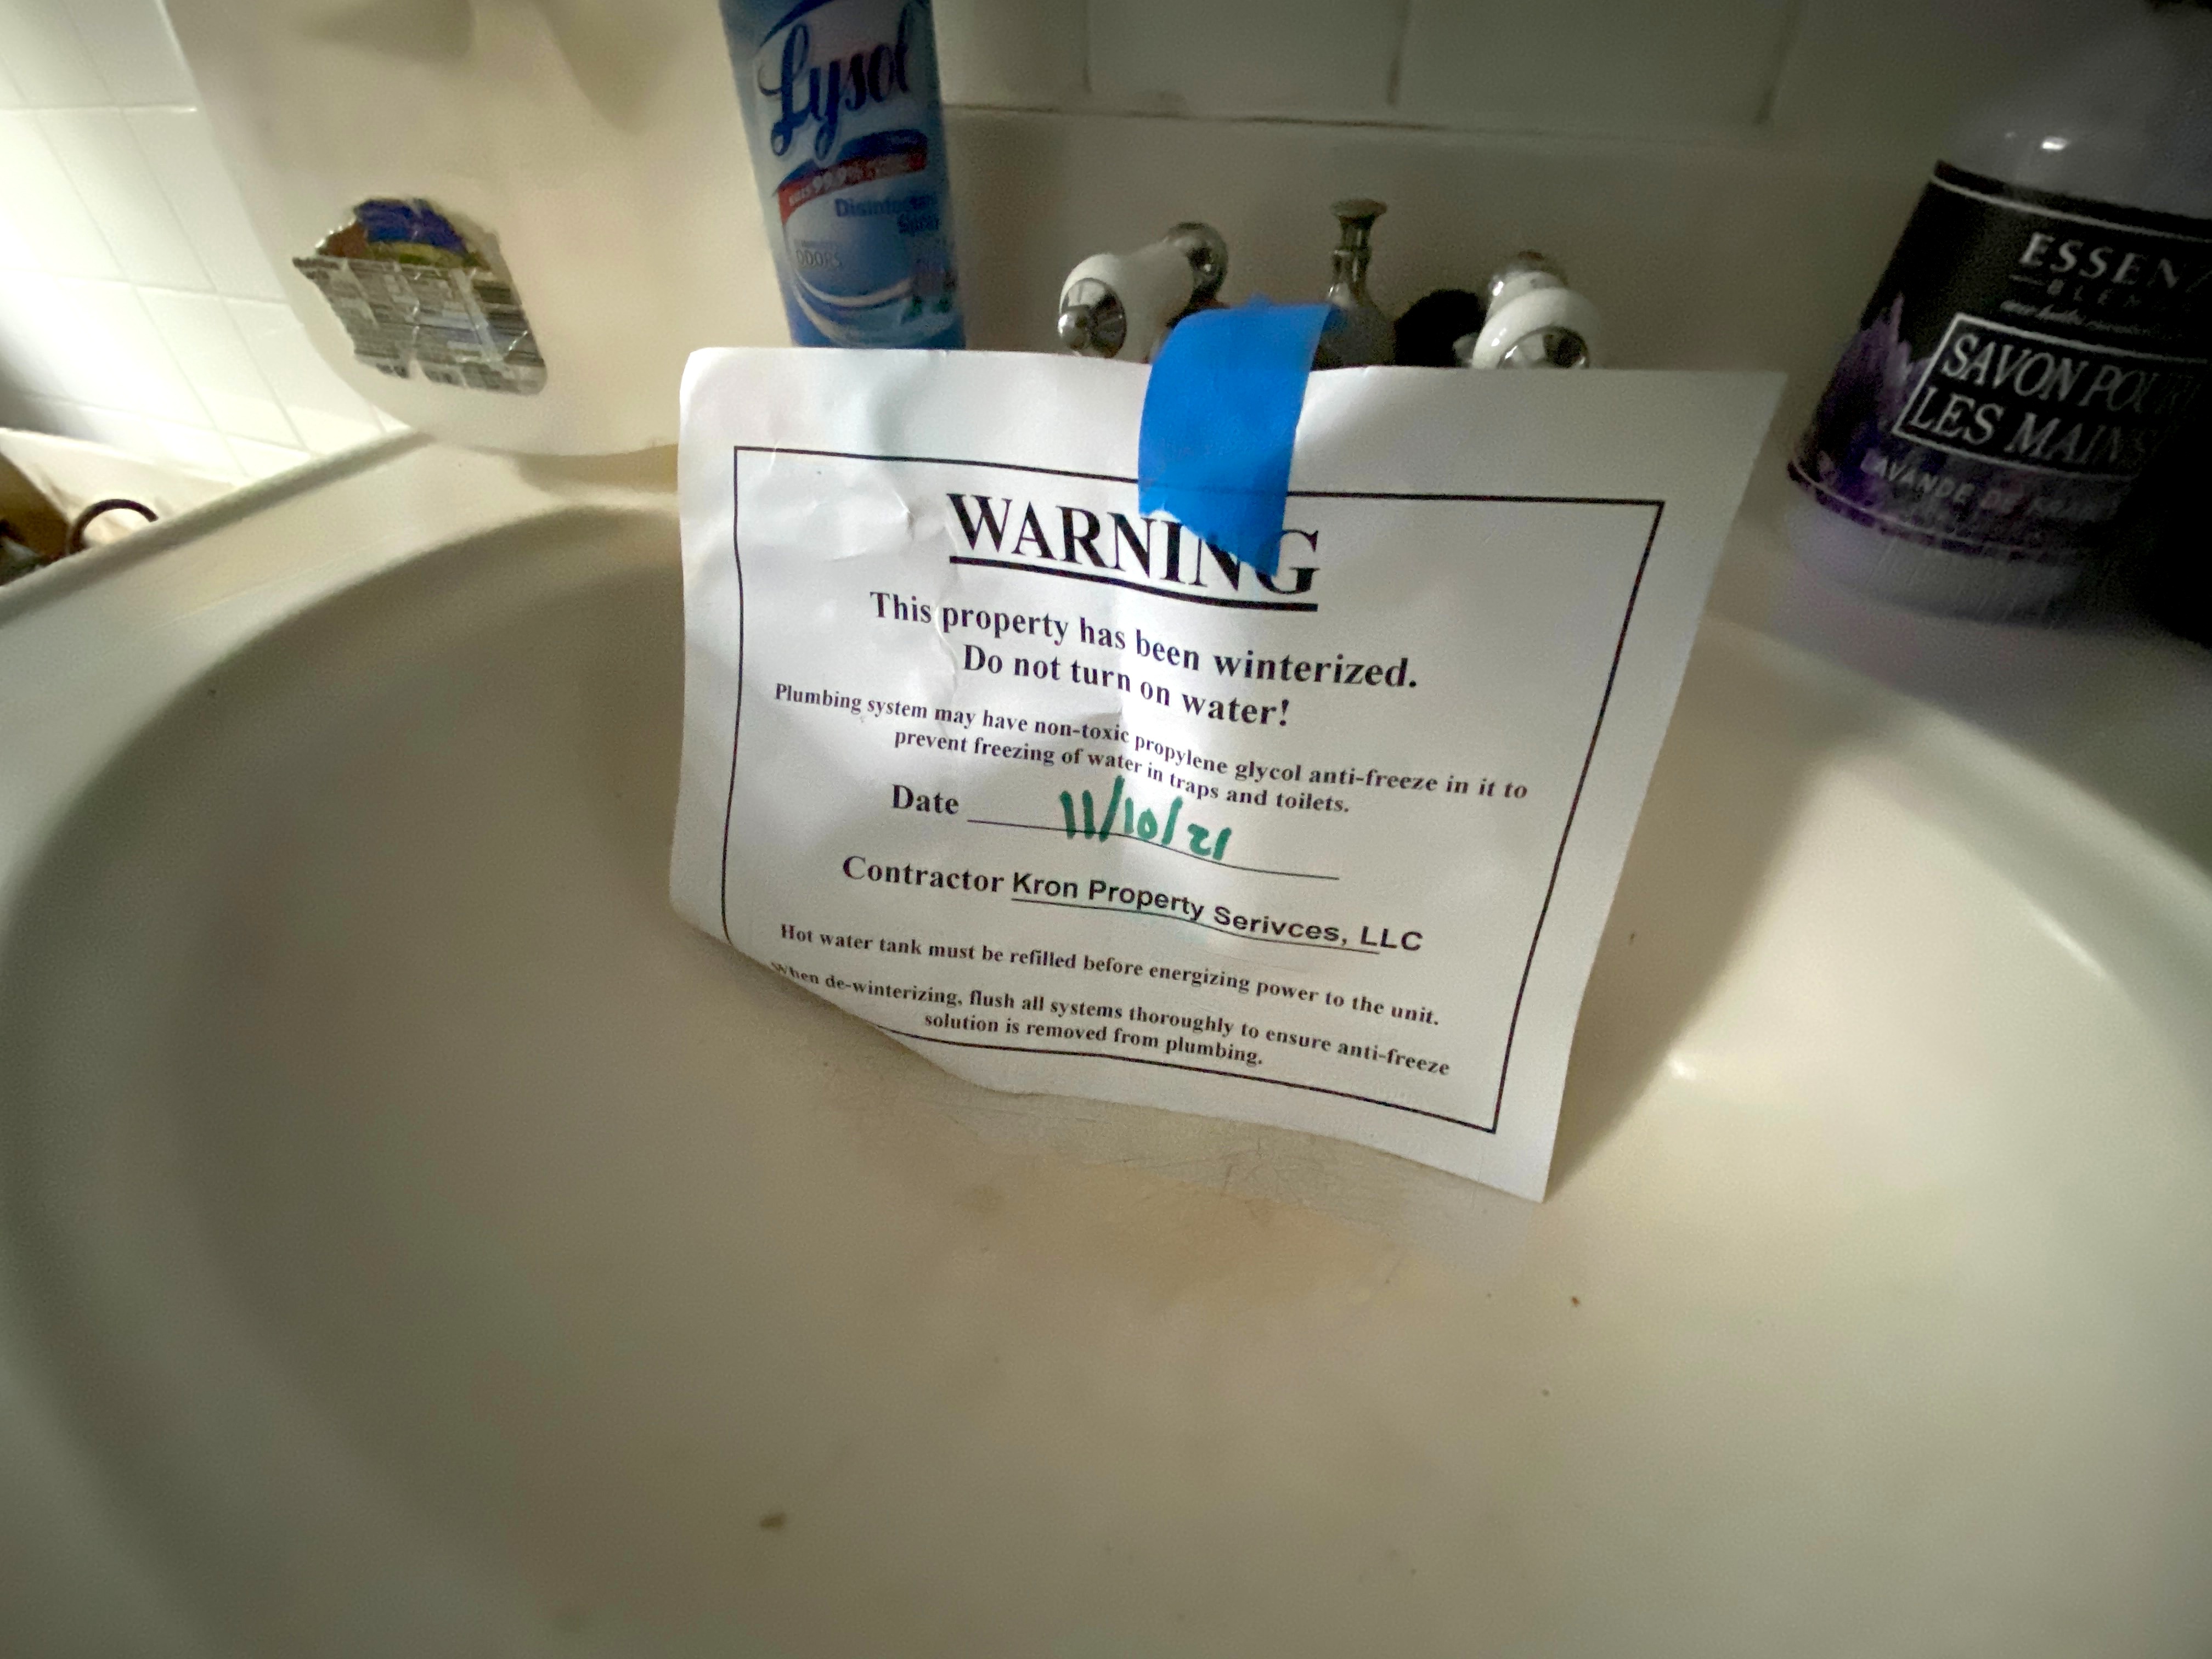 Lysol
99.9%
Disinfectant
Spray
ODORS
ESSEN
SAVON POUR
LES MAINS
LAVANDE DE
WARNING
This property has been winterized.
Do not turn on water!
Plumbing system may have non-toxic propylene glycol anti-freeze in it to
prevent freezing of water in traps and toilets.
Date 11/10/21
Contractor Kron Property Serivces, LLC
Hot water tank must be refilled before energizing power to the unit.
When de-winterizing, flush all systems thoroughly to ensure anti-freeze
solution is removed from plumbing.